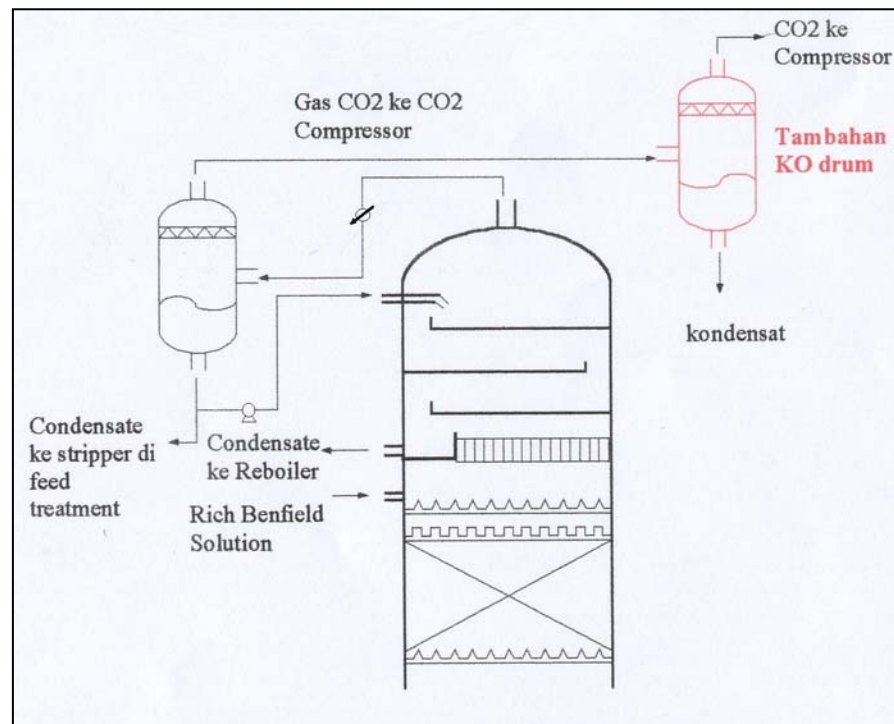 CO2 ke
Compressor
Gas CO2 ke CO2
Compressor
Tambahan
KO drum
kondensat
Condensate
ke stripper di
feed
treatment
Condensate
ke Reboiler
Rich Benfield
Solution